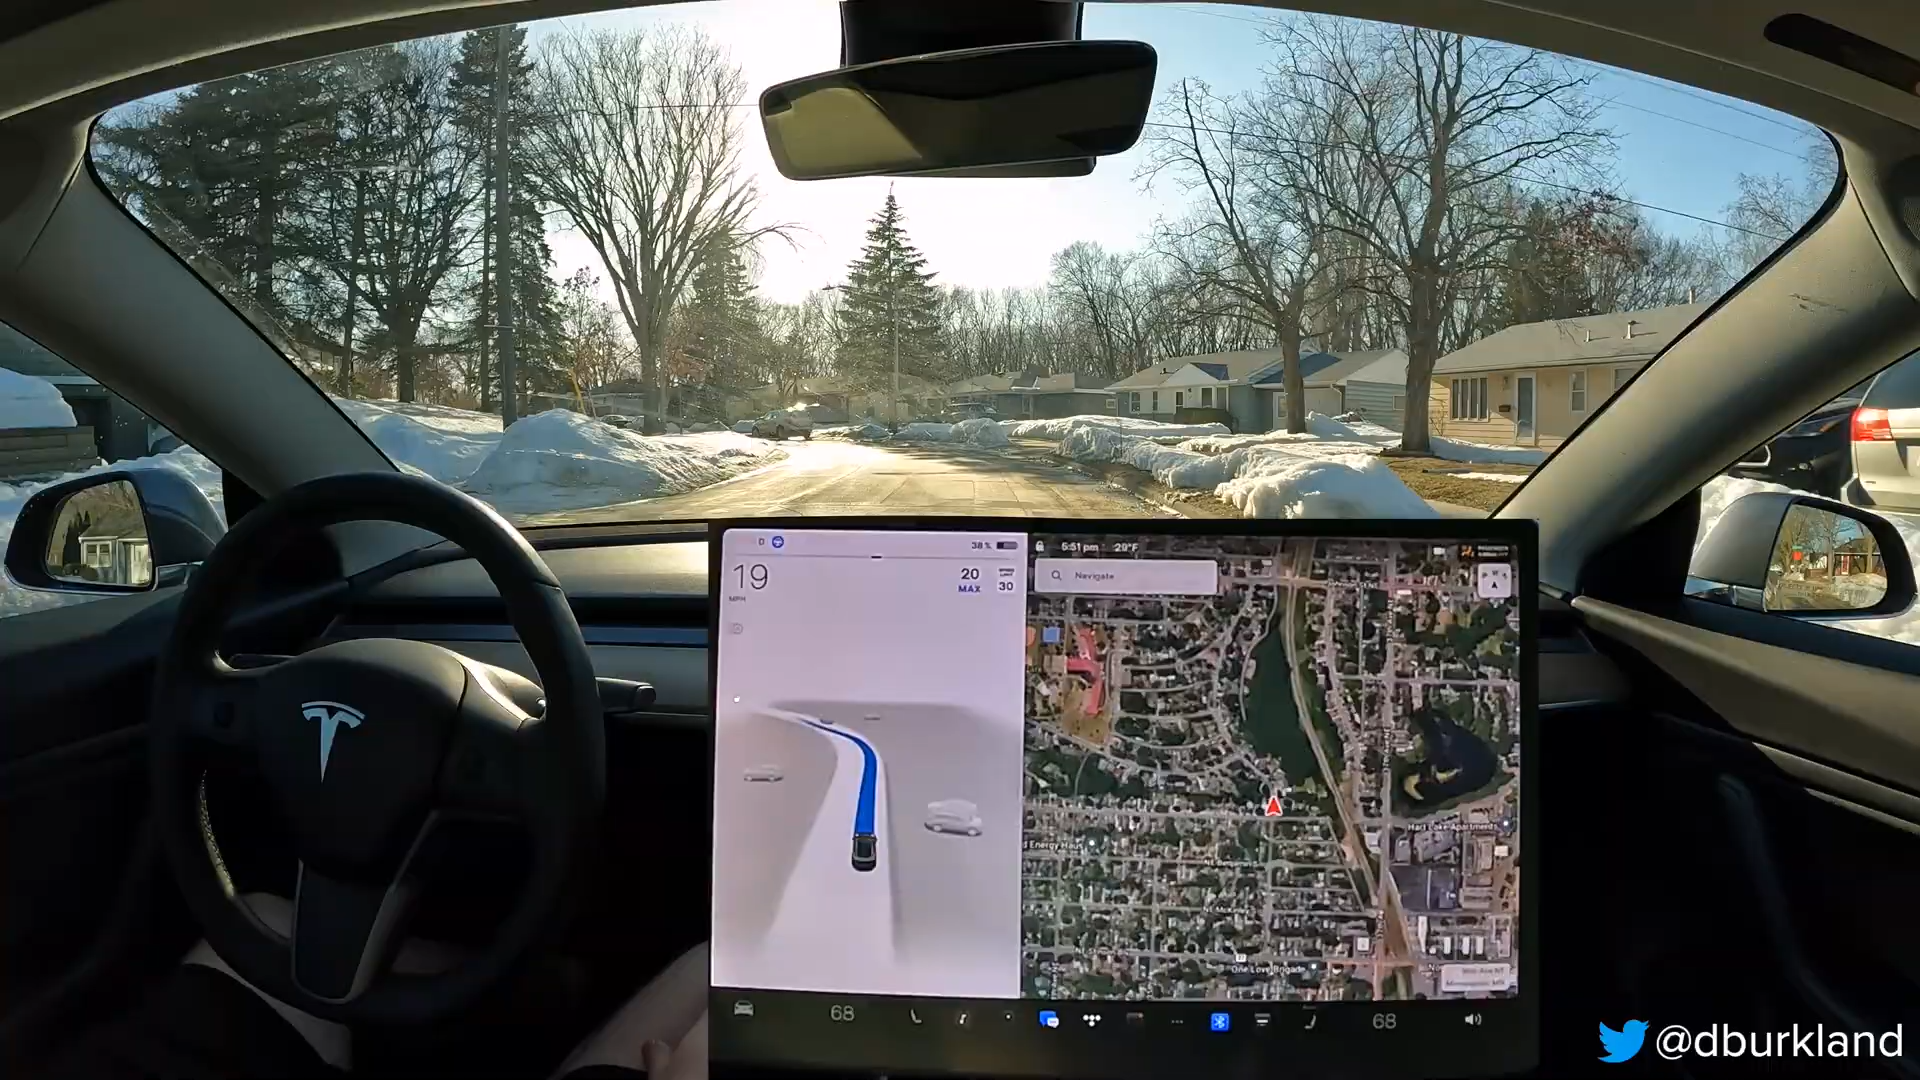 D
38 %
19
MPH
20
MAX
30
5:51 pm
29°F
Navigate
Hart Lake Apartments
d Energy Haus
One Love Brigade
68
68
@dburkland